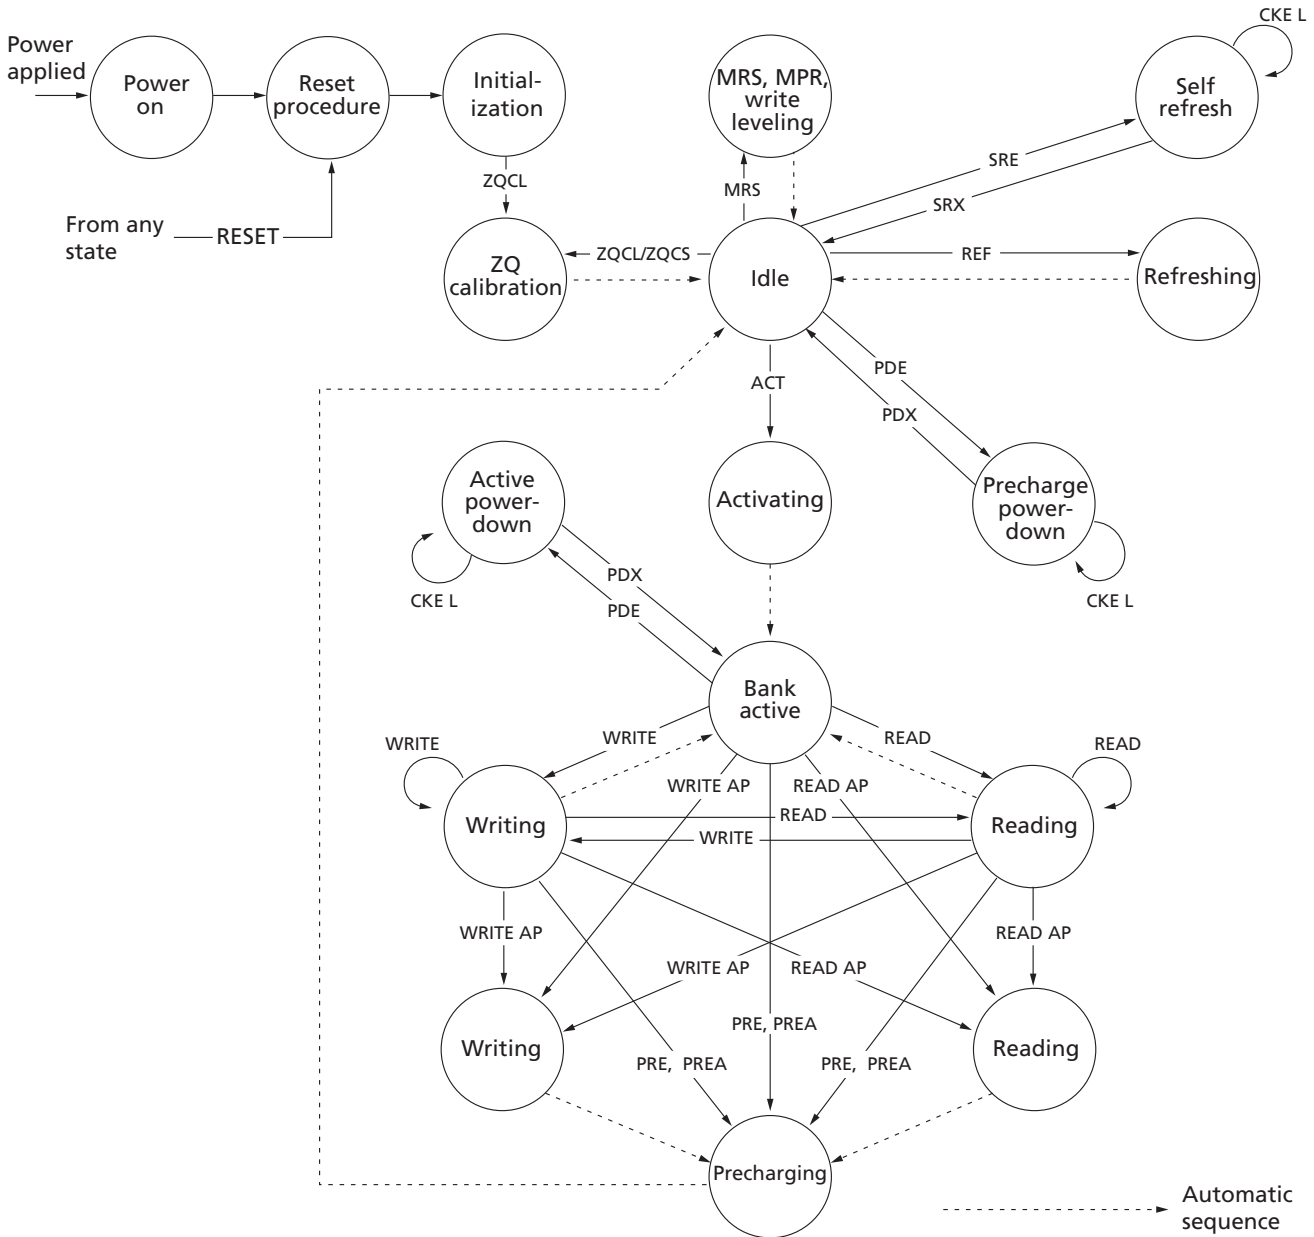 CKE L
Power
applied
Power
on
Reset
procedure
Initial-
ization
MRS, MPR,
write
leveling
Self
refresh
SRE
ZQCL
MRS
SRX
From any
state
RESET
ZQCL/ZQCS
REF
ZQ
calibration
Idle
Refreshing
PDE
ACT
PDX
Active
power-
down
Activating
Precharge
power-
down
PDX
CKE L
PDE
CKE L
Bank
active
WRITE
WRITE
READ
READ
WRITE AP
READ AP
Writing
READ
Reading
WRITE
WRITE AP
READ AP
WRITE AP
READ AP
PRE, PREA
Writing
Reading
PRE, PREA
PRE, PREA
Precharging
Automatic
sequence